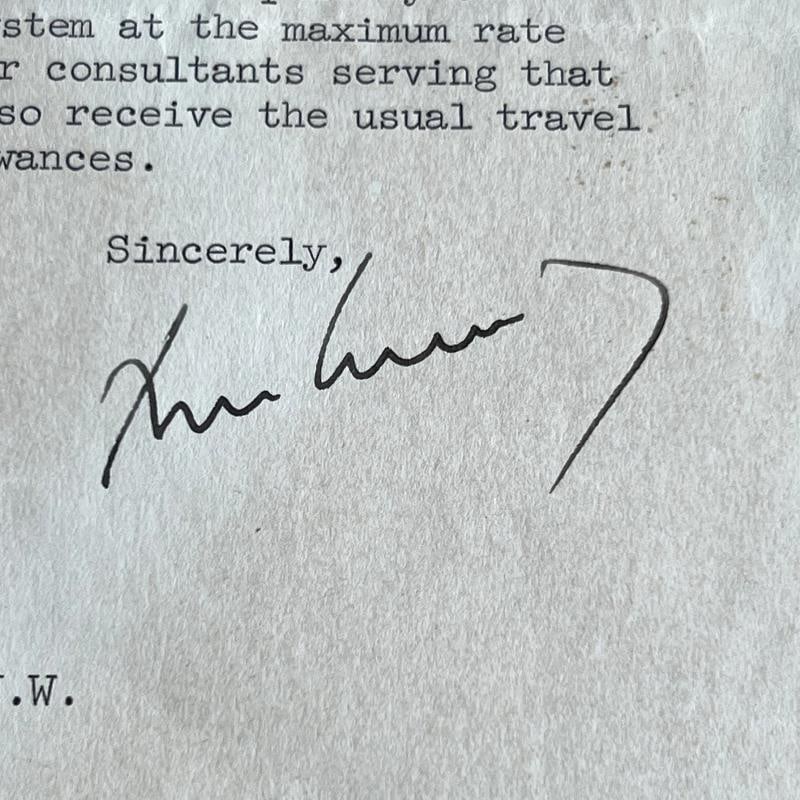 stem at the maximum rate
r consultants serving that
so receive the usual travel
wances.
Sincerely,
.W.